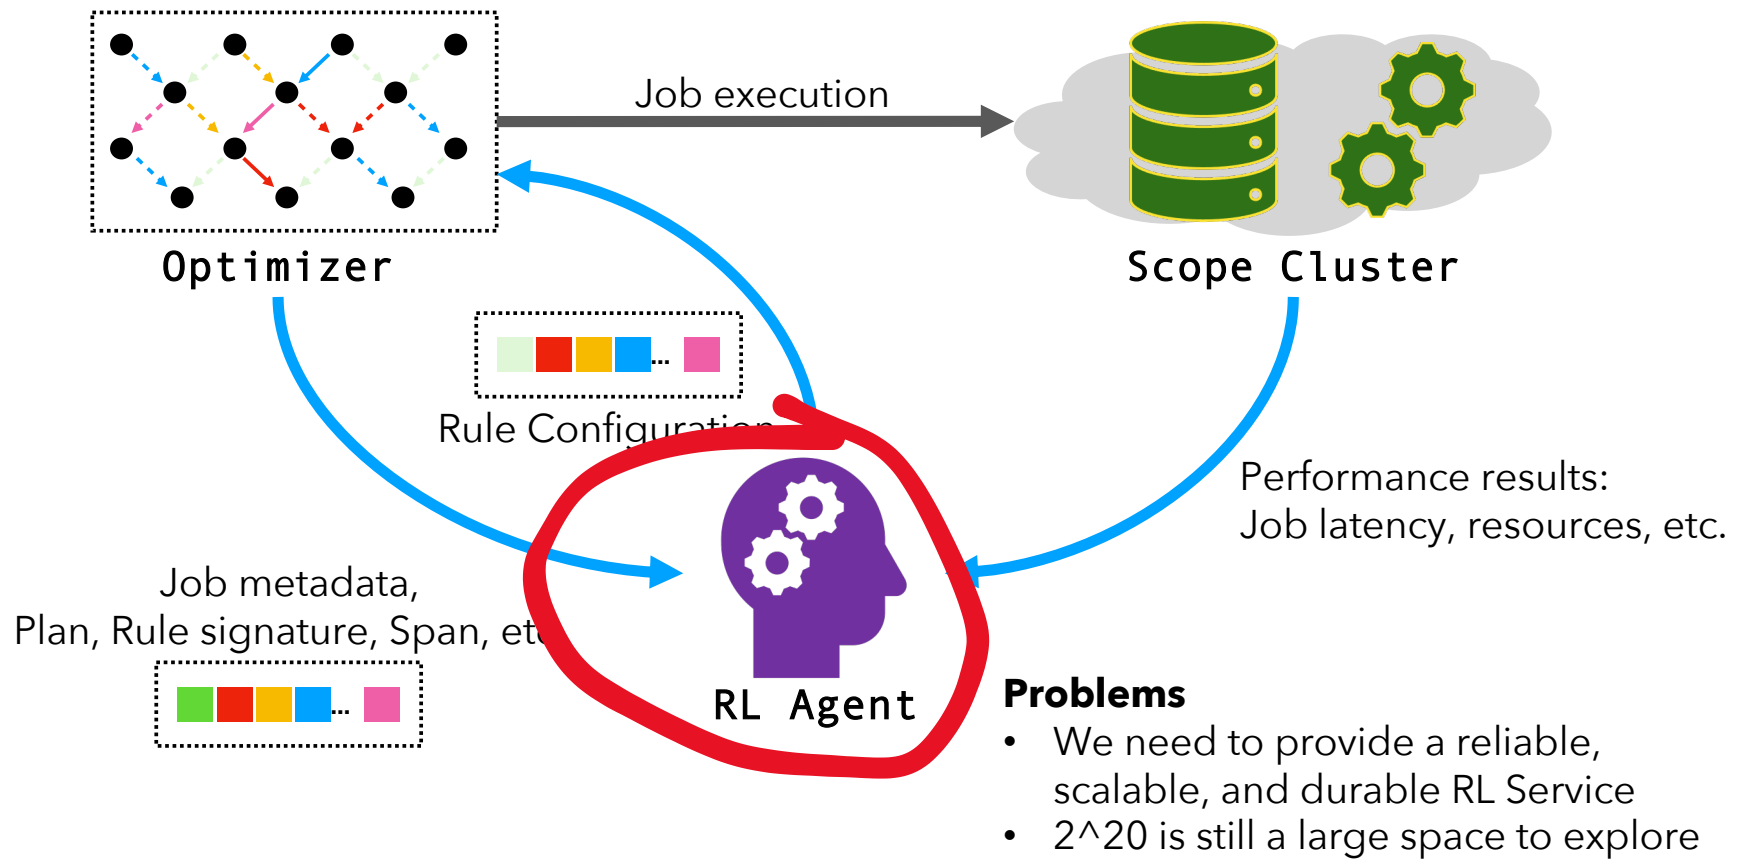 Job execution
Optimizer
Scope Cluster
...
Rule Configuration
Performance results:
Job latency, resources, etc.
Job metadata,
Plan, Rule signature, Span, etc
...
RL Agent
Problems
• We need to provide a reliable,
scalable, and durable RL Service
• 2^20 is still a large space to explore